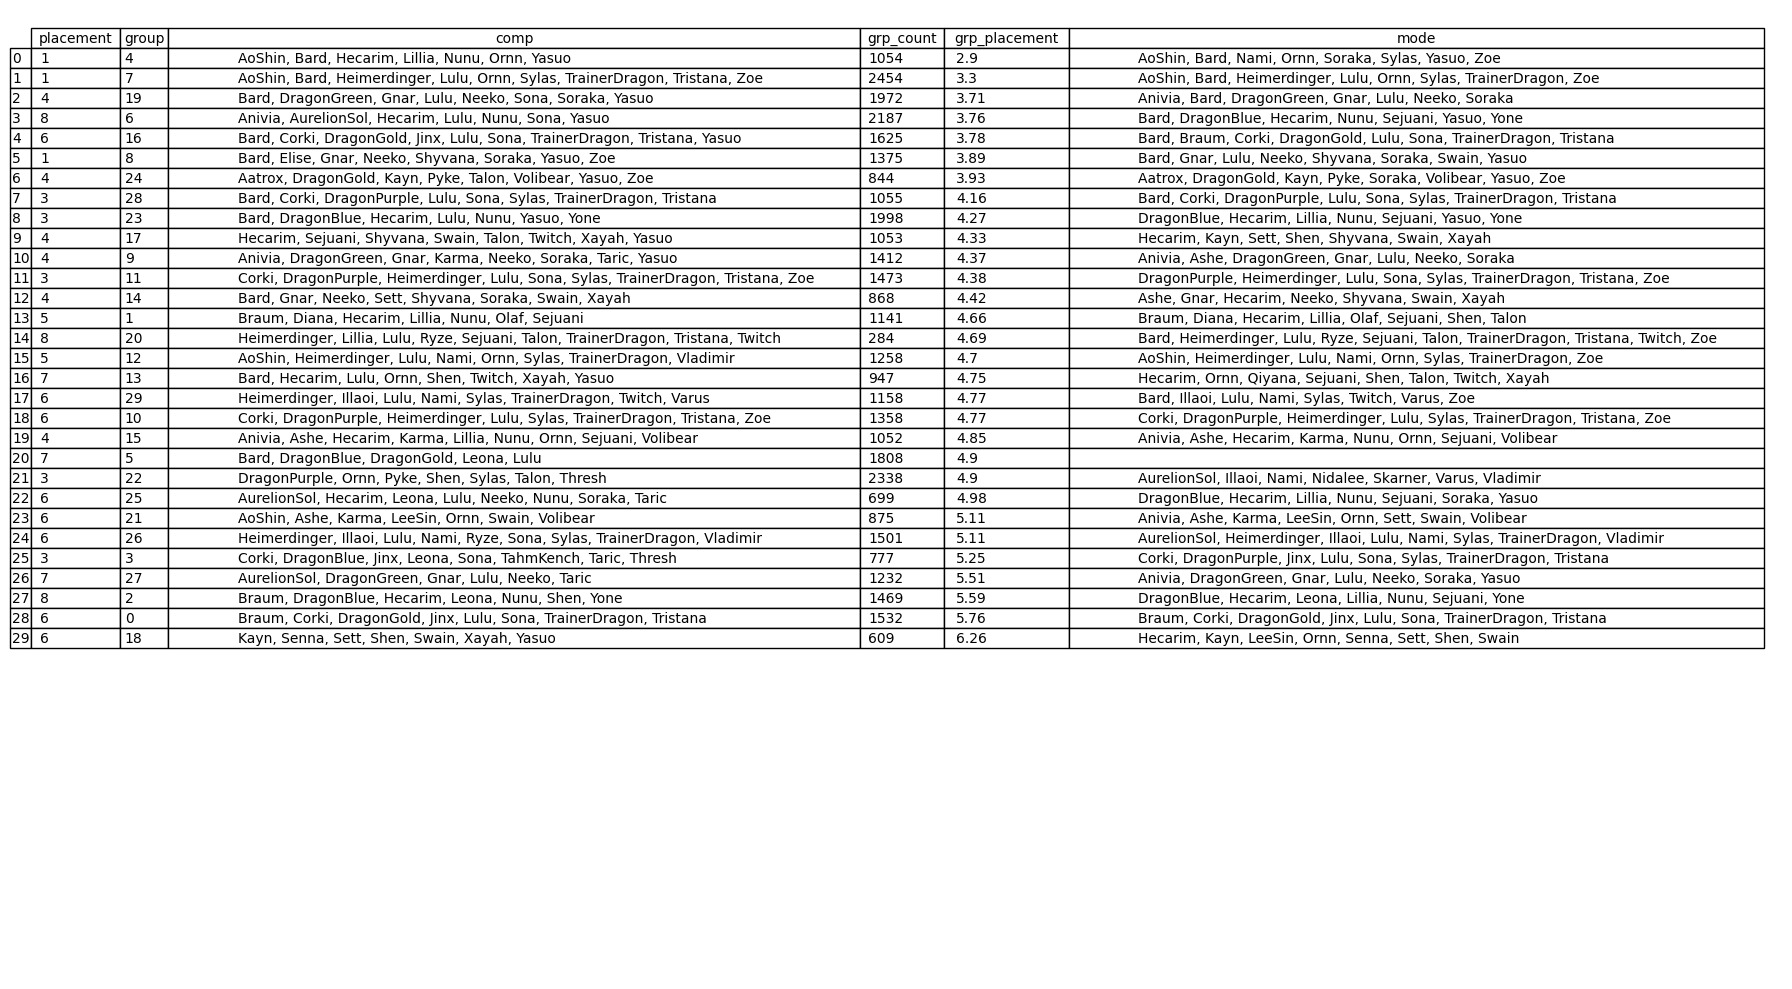 placement group comp grp_count grp_placement mode
0 1 4 AoShin, Bard, Hecarim, Lillia, Nunu, Ornn, Yasuo 1054 2.9 AoShin, Bard, Nami, Ornn, Soraka, Sylas, Yasuo, Zoe
1 1 7 AoShin, Bard, Heimerdinger, Lulu, Ornn, Sylas, TrainerDragon, Tristana, Zoe 2454 3.3 AoShin, Bard, Heimerdinger, Lulu, Ornn, Sylas, TrainerDragon, Zoe
2 4 19 Bard, DragonGreen, Gnar, Lulu, Neeko, Sona, Soraka, Yasuo 1972 3.71 Anivia, Bard, DragonGreen, Gnar, Lulu, Neeko, Soraka
3 8 6 Anivia, AurelionSol, Hecarim, Lulu, Nunu, Sona, Yasuo 2187 3.76 Bard, DragonBlue, Hecarim, Nunu, Sejuani, Yasuo, Yone
4 6 16 Bard, Corki, DragonGold, Jinx, Lulu, Sona, TrainerDragon, Tristana, Yasuo 1625 3.78 Bard, Braum, Corki, DragonGold, Lulu, Sona, TrainerDragon, Tristana
5 1 8 Bard, Elise, Gnar, Neeko, Shyvana, Soraka, Yasuo, Zoe 1375 3.89 Bard, Gnar, Lulu, Neeko, Shyvana, Soraka, Swain, Yasuo
6 4 24 Aatrox, DragonGold, Kayn, Pyke, Talon, Volibear, Yasuo, Zoe 844 3.93 Aatrox, DragonGold, Kayn, Pyke, Soraka, Volibear, Yasuo, Zoe
7 3 28 Bard, Corki, DragonPurple, Lulu, Sona, Sylas, TrainerDragon, Tristana 1055 4.16 Bard, Corki, DragonPurple, Lulu, Sona, Sylas, TrainerDragon, Tristana
8 3 23 Bard, DragonBlue, Hecarim, Lulu, Nunu, Yasuo, Yone 1998 4.27 DragonBlue, Hecarim, Lillia, Nunu, Sejuani, Yasuo, Yone
9 4 17 Hecarim, Sejuani, Shyvana, Swain, Talon, Twitch, Xayah, Yasuo 1053 4.33 Hecarim, Kayn, Sett, Shen, Shyvana, Swain, Xayah
10 4 9 Anivia, DragonGreen, Gnar, Karma, Neeko, Soraka, Taric, Yasuo 1412 4.37 Anivia, Ashe, DragonGreen, Gnar, Lulu, Neeko, Soraka
11 3 11 Corki, DragonPurple, Heimerdinger, Lulu, Sona, Sylas, TrainerDragon, Tristana, Zoe 1473 4.38 DragonPurple, Heimerdinger, Lulu, Sona, Sylas, TrainerDragon, Tristana, Zoe
12 4 14 Bard, Gnar, Neeko, Sett, Shyvana, Soraka, Swain, Xayah 868 4.42 Ashe, Gnar, Hecarim, Neeko, Shyvana, Swain, Xayah
13 5 1 Braum, Diana, Hecarim, Lillia, Nunu, Olaf, Sejuani 1141 4.66 Braum, Diana, Hecarim, Lillia, Olaf, Sejuani, Shen, Talon
14 8 20 Heimerdinger, Lillia, Lulu, Ryze, Sejuani, Talon, TrainerDragon, Tristana, Twitch 284 4.69 Bard, Heimerdinger, Lulu, Ryze, Sejuani, Talon, TrainerDragon, Tristana, Twitch, Zoe
15 5 12 AoShin, Heimerdinger, Lulu, Nami, Ornn, Sylas, TrainerDragon, Vladimir 1258 4.7 AoShin, Heimerdinger, Lulu, Nami, Ornn, Sylas, TrainerDragon, Zoe
16 7 13 Bard, Hecarim, Lulu, Ornn, Shen, Twitch, Xayah, Yasuo 947 4.75 Hecarim, Ornn, Qiyana, Sejuani, Shen, Talon, Twitch, Xayah
17 6 29 Heimerdinger, Illaoi, Lulu, Nami, Sylas, TrainerDragon, Twitch, Varus 1158 4.77 Bard, Illaoi, Lulu, Nami, Sylas, Twitch, Varus, Zoe
18 6 10 Corki, DragonPurple, Heimerdinger, Lulu, Sylas, TrainerDragon, Tristana, Zoe 1358 4.77 Corki, DragonPurple, Heimerdinger, Lulu, Sylas, TrainerDragon, Tristana, Zoe
19 4 15 Anivia, Ashe, Hecarim, Karma, Lillia, Nunu, Ornn, Sejuani, Volibear 1052 4.85 Anivia, Ashe, Hecarim, Karma, Nunu, Ornn, Sejuani, Volibear
20 7 5 Bard, DragonBlue, DragonGold, Leona, Lulu 1808 4.9
21 3 22 DragonPurple, Ornn, Pyke, Shen, Sylas, Talon, Thresh 2338 4.9 AurelionSol, Illaoi, Nami, Nidalee, Skarner, Varus, Vladimir
22 6 25 AurelionSol, Hecarim, Leona, Lulu, Neeko, Nunu, Soraka, Taric 699 4.98 DragonBlue, Hecarim, Lillia, Nunu, Sejuani, Soraka, Yasuo
23 6 21 AoShin, Ashe, Karma, LeeSin, Ornn, Swain, Volibear 875 5.11 Anivia, Ashe, Karma, LeeSin, Ornn, Sett, Swain, Volibear
24 6 26 Heimerdinger, Illaoi, Lulu, Nami, Ryze, Sona, Sylas, TrainerDragon, Vladimir 1501 5.11 AurelionSol, Heimerdinger, Illaoi, Lulu, Nami, Sylas, TrainerDragon, Vladimir
25 3 3 Corki, DragonBlue, Jinx, Leona, Sona, TahmKench, Taric, Thresh 777 5.25 Corki, DragonPurple, Jinx, Lulu, Sona, Sylas, TrainerDragon, Tristana
26 7 27 AurelionSol, DragonGreen, Gnar, Lulu, Neeko, Taric 1232 5.51 Anivia, DragonGreen, Gnar, Lulu, Neeko, Soraka, Yasuo
27 8 2 Braum, DragonBlue, Hecarim, Leona, Nunu, Shen, Yone 1469 5.59 DragonBlue, Hecarim, Leona, Lillia, Nunu, Sejuani, Yone
28 6 0 Braum, Corki, DragonGold, Jinx, Lulu, Sona, TrainerDragon, Tristana 1532 5.76 Braum, Corki, DragonGold, Jinx, Lulu, Sona, TrainerDragon, Tristana
29 6 18 Kayn, Senna, Sett, Shen, Swain, Xayah, Yasuo 609 6.26 Hecarim, Kayn, LeeSin, Ornn, Senna, Sett, Shen, Swain